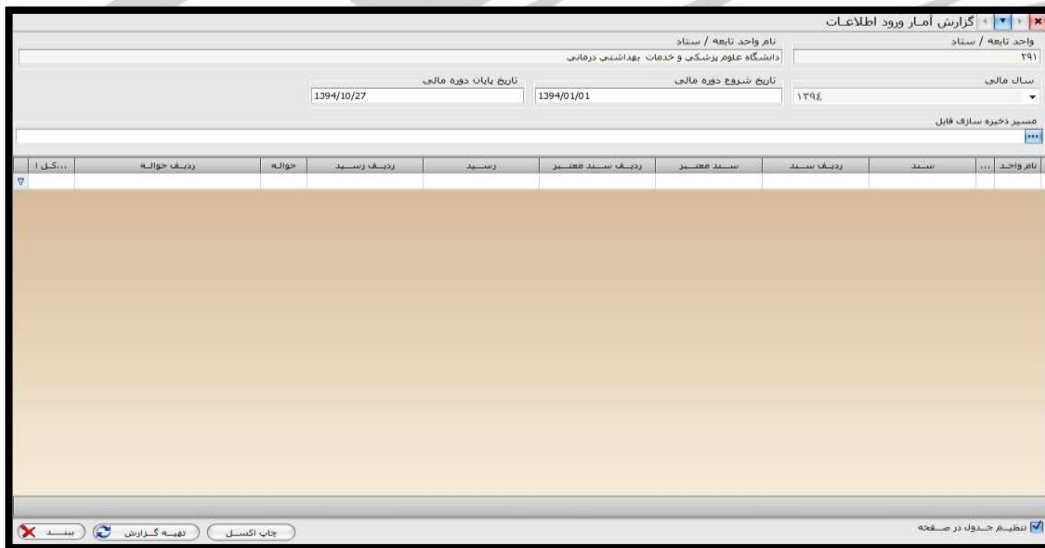 گزارش آمار ورود اطلاعات
واحد تابعه / ستاد
نام واحد تابعه / ستاد
۲۹۱
دانشگاه علوم پزشکی و خدمات بهداشتی درمانی
سال مالی
تاریخ شروع دوره مالی
تاریخ پایان دوره مالی
۱۳۹٤
1394/01/01
1394/10/27
مسیر ذخیره سازی فایل
نام واحد ... سند ردیف سند سند معتبر ردیف سند معتبر رسید ردیف رسید حواله ردیف حواله کل ا...
تنظیم جدول در صفحه
چاپ اکسل تهیه گزارش ببند